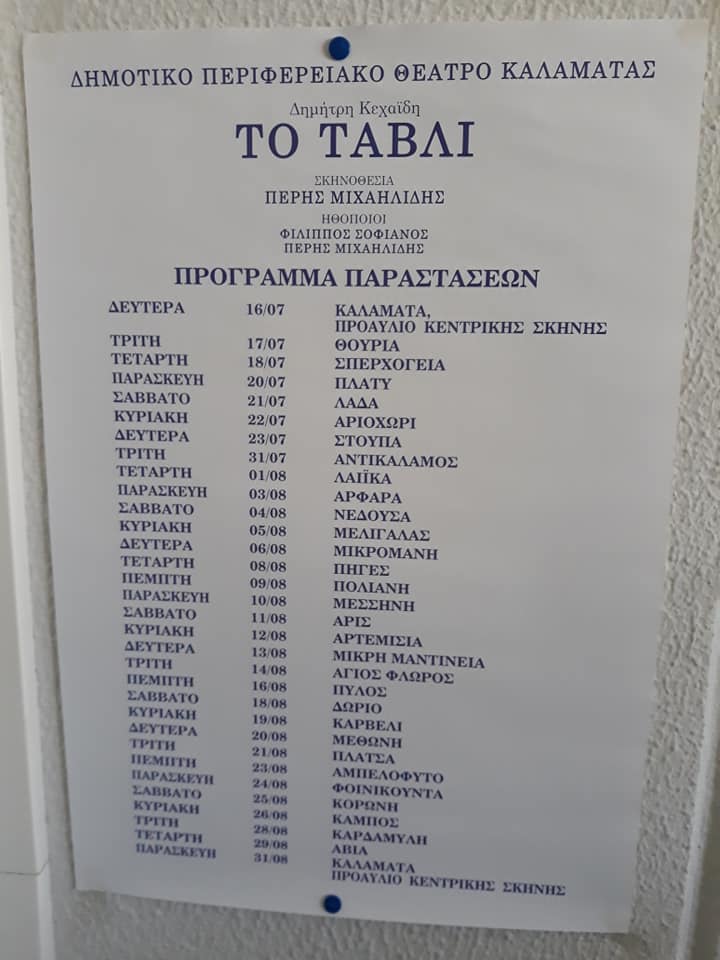 ΔΗΜΟΤΙΚΟ ΠΕΡΙΦΕΡΕΙΑΚΟ ΘΕΑΤΡΟ ΚΑΛΑΜΑΤΑΣ
Δημήτρη Κεχαΐδη
ΤΟ ΤΑΒΛΙ
ΣΚΗΝΟΘΕΣΙΑ
ΠΕΡΗΣ ΜΙΧΑΗΛΙΔΗΣ
ΗΘΟΠΟΙΟΙ
ΦΙΛΙΠΠΟΣ ΣΟΦΙΑΝΟΣ
ΠΕΡΗΣ ΜΙΧΑΗΛΙΔΗΣ
ΠΡΟΓΡΑΜΜΑ ΠΑΡΑΣΤΑΣΕΩΝ
ΔΕΥΤΕΡΑ 16/07 ΚΑΛΑΜΑΤΑ,
ΠΡΟΑΥΛΙΟ ΚΕΝΤΡΙΚΗΣ ΣΚΗΝΗΣ
ΤΡΙΤΗ 17/07 ΘΟΥΡΙΑ
ΤΕΤΑΡΤΗ 18/07 ΣΠΕΡΧΟΓΕΙΑ
ΠΑΡΑΣΚΕΥΗ 20/07 ΠΛΑΤΥ
ΣΑΒΒΑΤΟ 21/07 ΛΑΔΑ
ΚΥΡΙΑΚΗ 22/07 ΑΡΙΟΧΩΡΙ
ΔΕΥΤΕΡΑ 23/07 ΣΤΟΥΠΑ
ΤΡΙΤΗ 31/07 ΑΝΤΙΚΑΛΑΜΟΣ
ΤΕΤΑΡΤΗ 01/08 ΛΑΙΪΚΑ
ΠΑΡΑΣΚΕΥΗ 03/08 ΑΡΦΑΡΑ
ΣΑΒΒΑΤΟ 04/08 ΝΕΔΟΥΣΑ
ΚΥΡΙΑΚΗ 05/08 ΜΕΛΙΓΑΛΑΣ
ΔΕΥΤΕΡΑ 06/08 ΜΙΚΡΟΜΑΝΗ
ΤΕΤΑΡΤΗ 08/08 ΠΗΓΕΣ
ΠΕΜΠΤΗ 09/08 ΠΟΛΙΑΝΗ
ΠΑΡΑΣΚΕΥΗ 10/08 ΜΕΣΣΗΝΗ
ΣΑΒΒΑΤΟ 11/08 ΑΡΙΣ
ΚΥΡΙΑΚΗ 12/08 ΑΡΤΕΜΙΣΙΑ
ΔΕΥΤΕΡΑ 13/08 ΜΙΚΡΗ ΜΑΝΤΙΝΕΙΑ
ΤΡΙΤΗ 14/08 ΑΓΙΟΣ ΦΛΩΡΟΣ
ΠΕΜΠΤΗ 16/08 ΠΥΛΟΣ
ΣΑΒΒΑΤΟ 18/08 ΔΩΡΙΟ
ΚΥΡΙΑΚΗ 19/08 ΚΑΡΒΕΛΙ
ΔΕΥΤΕΡΑ 20/08 ΜΕΘΩΝΗ
ΤΡΙΤΗ 21/08 ΠΛΑΤΣΑ
ΠΕΜΠΤΗ 23/08 ΑΜΠΕΛΟΦΥΤΟ
ΠΑΡΑΣΚΕΥΗ 24/08 ΦΟΙΝΙΚΟΥΝΤΑ
ΣΑΒΒΑΤΟ 25/08 ΚΟΡΩΝΗ
ΚΥΡΙΑΚΗ 26/08 ΚΑΜΠΟΣ
ΤΡΙΤΗ 28/08 ΚΑΡΔΑΜΥΛΗ
ΤΕΤΑΡΤΗ 29/08 ΑΒΙΑ
ΠΑΡΑΣΚΕΥΗ 31/08 ΚΑΛΑΜΑΤΑ
ΠΡΟΑΥΛΙΟ ΚΕΝΤΡΙΚΗΣ ΣΚΗΝΗΣ